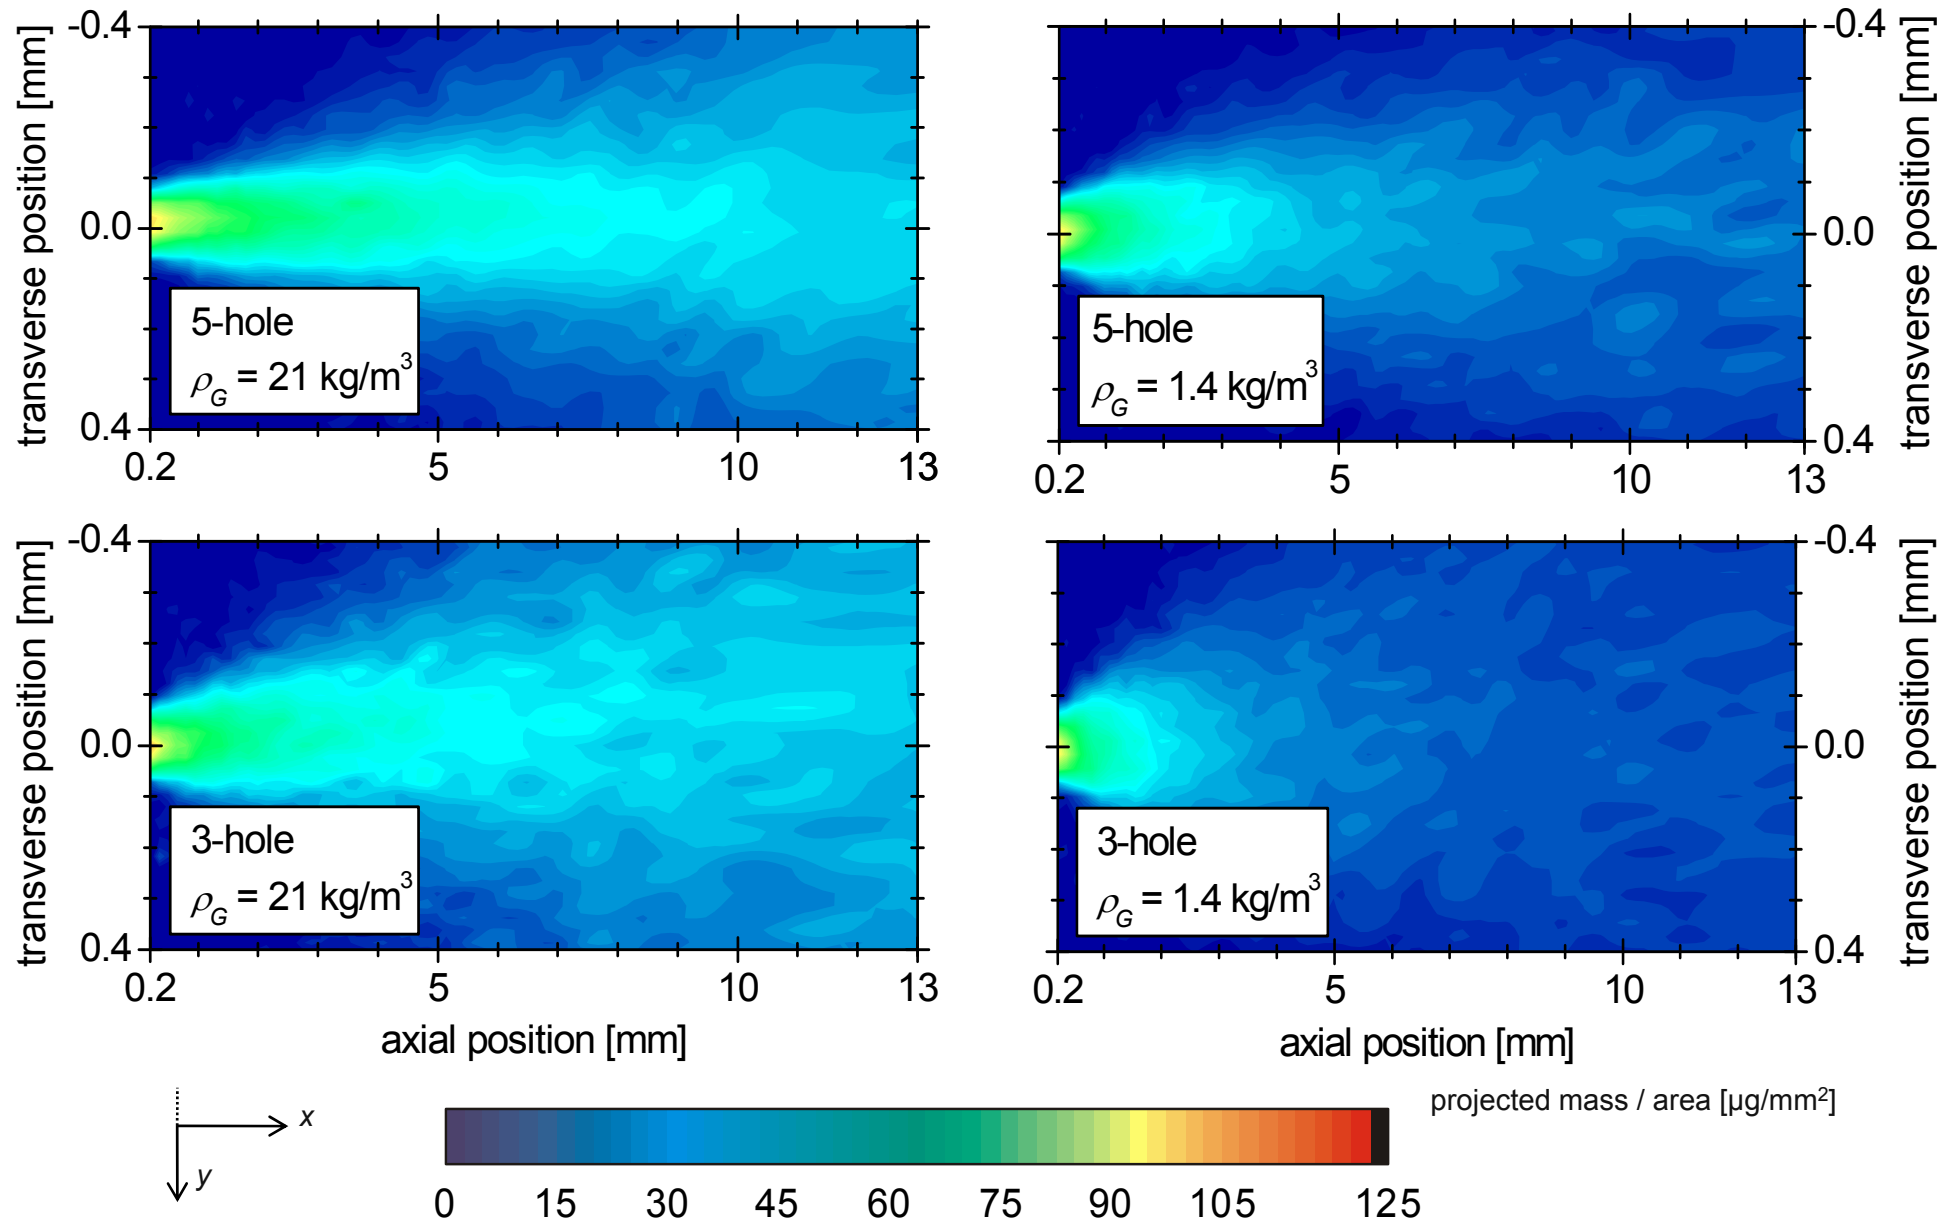 -0.4
0.0
0.4
transverse position [mm]
5-hole
ρG = 21 kg/m3
0.2 5 10 13
-0.4
0.0
0.4
transverse position [mm]
5-hole
ρG = 1.4 kg/m3
0.2 5 10 13
-0.4
0.0
0.4
transverse position [mm]
3-hole
ρG = 21 kg/m3
0.2 5 10 13
axial position [mm]
-0.4
0.0
0.4
transverse position [mm]
3-hole
ρG = 1.4 kg/m3
0.2 5 10 13
axial position [mm]
x
y
projected mass / area [µg/mm2]
0 15 30 45 60 75 90 105 125